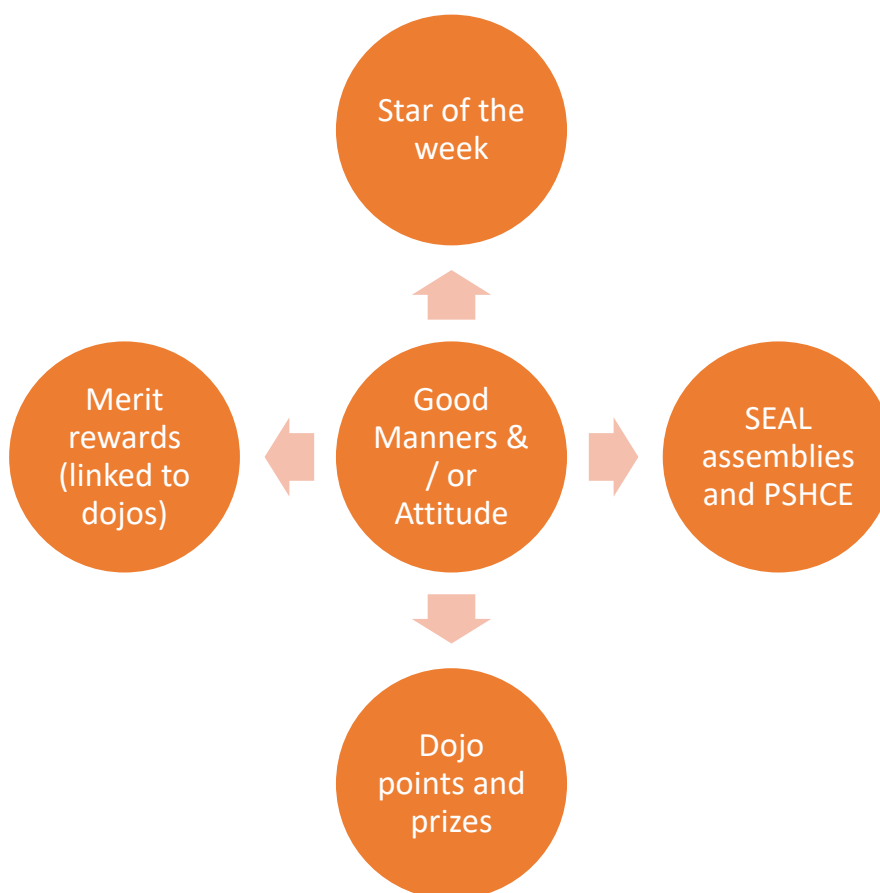 Star of the
week
Merit
rewards
(linked to
dojos)
Good
Manners &
/ or
Attitude
SEAL
assemblies
and PSHCE
Dojo
points and
prizes